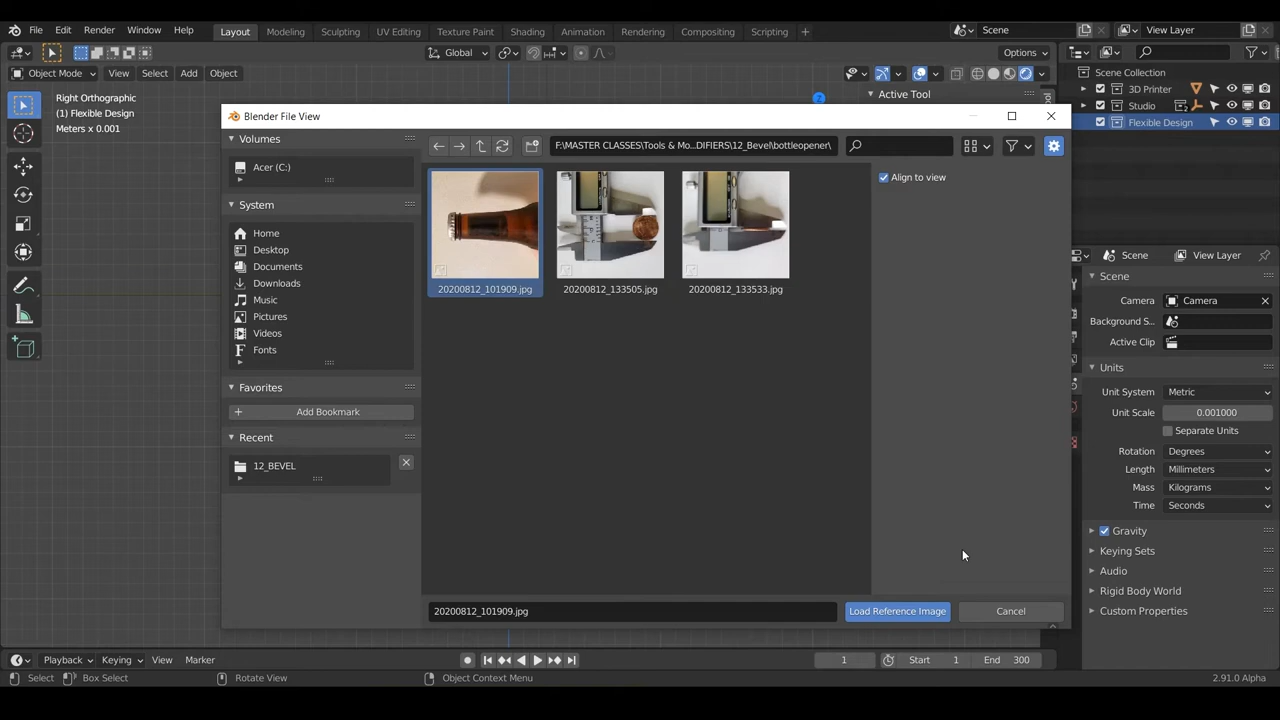 File Edit Render Window Help Layout Modeling Sculpting UV Editing Texture Paint Shading Animation Rendering Compositing Scripting + Scene View Layer
Global Options
Object Mode View Select Add Object Scene Collection
Right Orthographic
(1) Flexible Design
Meters x 0.001
Active Tool
3D Printer
Studio 2
Flexible Design
Blender File View
Volumes
Acer (C:)
System
Home
Desktop
Documents
Downloads
Music
Pictures
Videos
Fonts
Favorites
Add Bookmark
Recent
12_BEVEL
F:\MASTER CLASSES\Tools & Mo...DIFIERS\12_Bevel\bottleopener\
Align to view
20200812_101909.jpg 20200812_133505.jpg 20200812_133533.jpg
20200812_101909.jpg Load Reference Image Cancel
Scene View Layer
Scene
Camera Camera
Background S...
Active Clip
Units
Unit System Metric
Unit Scale 0.001000
Separate Units
Rotation Degrees
Length Millimeters
Mass Kilograms
Time Seconds
Gravity
Keying Sets
Audio
Rigid Body World
Custom Properties
Playback Keying View Marker 1 Start 1 End 300
Select Box Select Rotate View Object Context Menu 2.91.0 Alpha